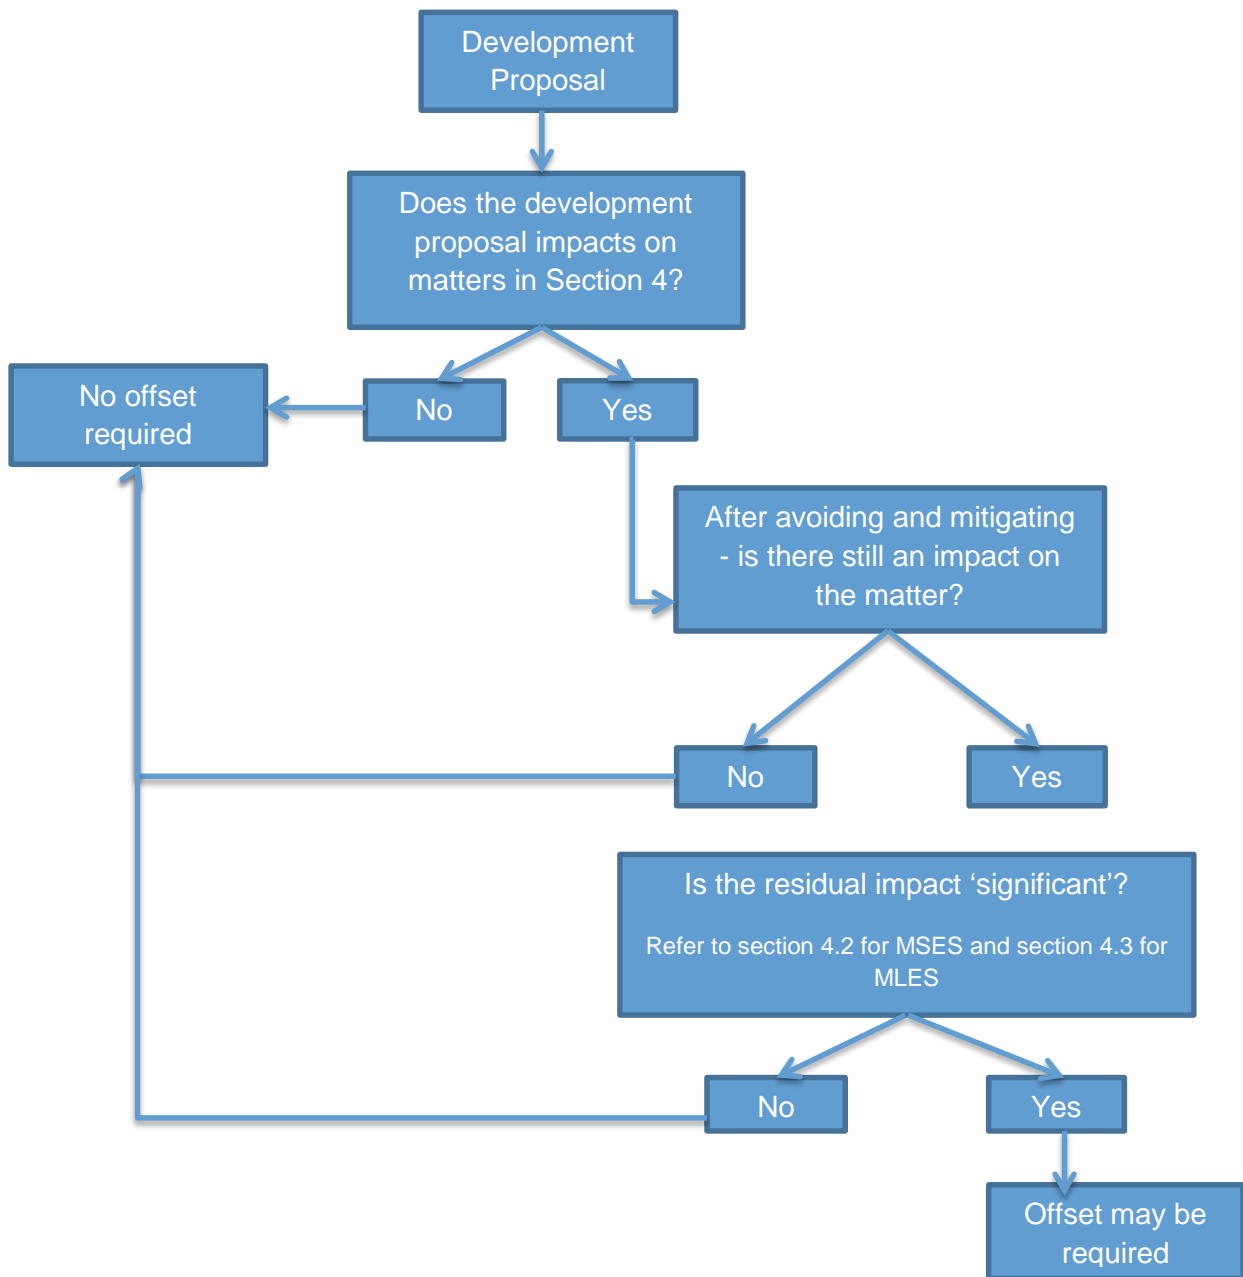 Development
Proposal
Does the development
proposal impacts on
matters in Section 4?
No offset
required
No
Yes
After avoiding and mitigating
- is there still an impact on
the matter?
No
Yes
Is the residual impact ‘significant’?
Refer to section 4.2 for MSES and section 4.3 for
MLES
No
Yes
Offset may be
required